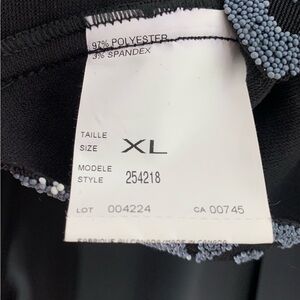 97% POLYESTER
3% SPANDEX
TAILLE
SIZE XL
MODELE
STYLE 254218
LOT 004224 CA 00745